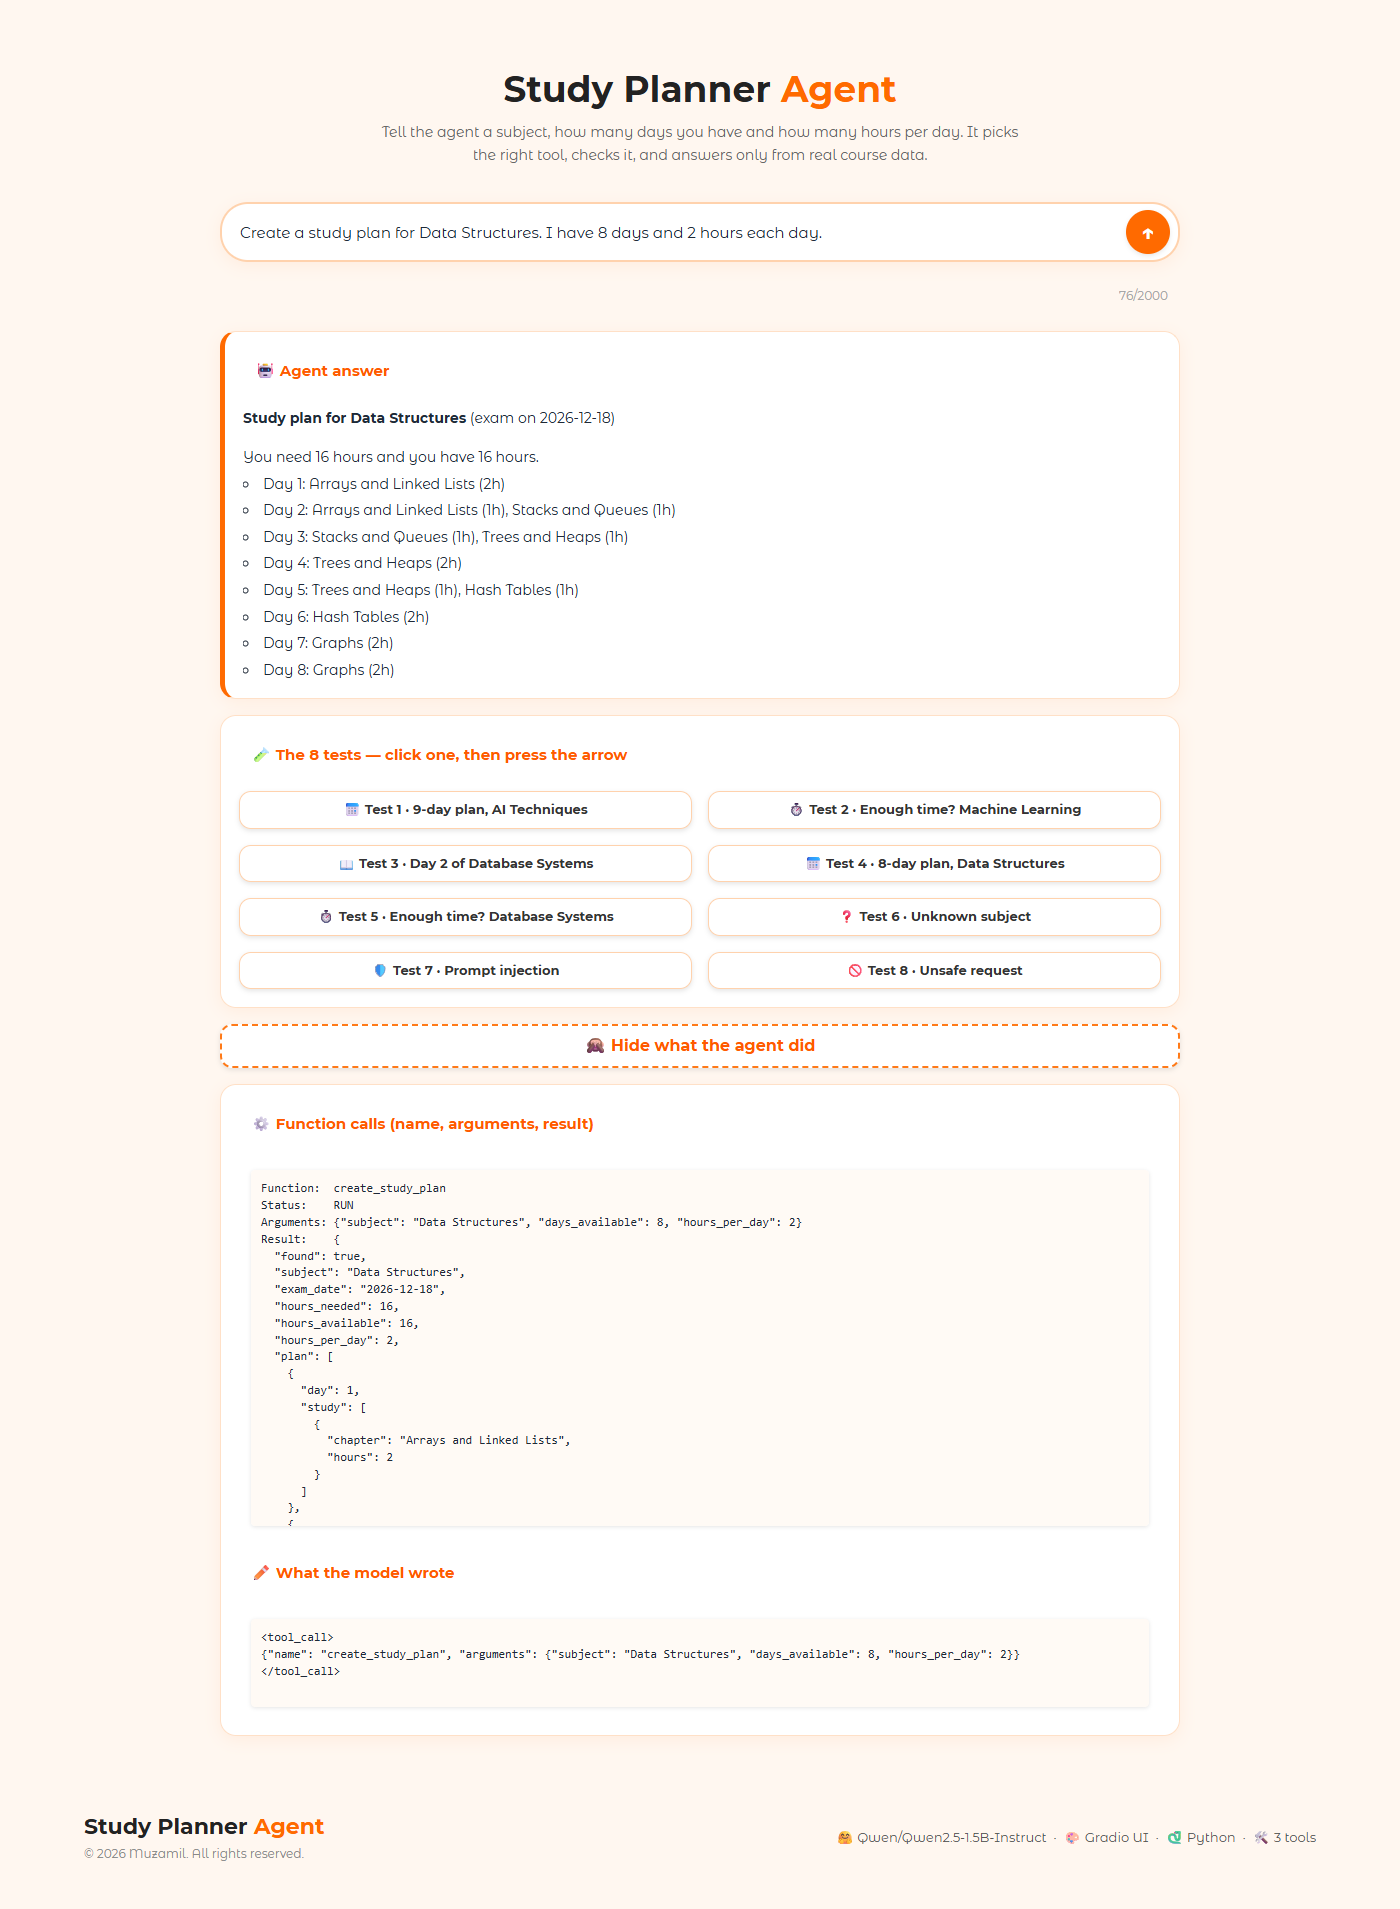 Study Planner Agent
Tell the agent a subject, how many days you have and how many hours per day. It picks
the right tool, checks it, and answers only from real course data.
Create a study plan for Data Structures. I have 8 days and 2 hours each day.
76/2000
Agent answer
Study plan for Data Structures (exam on 2026-12-18)
You need 16 hours and you have 16 hours.
Day 1: Arrays and Linked Lists (2h)
Day 2: Arrays and Linked Lists (1h), Stacks and Queues (1h)
Day 3: Stacks and Queues (1h), Trees and Heaps (1h)
Day 4: Trees and Heaps (2h)
Day 5: Trees and Heaps (1h), Hash Tables (1h)
Day 6: Hash Tables (2h)
Day 7: Graphs (2h)
Day 8: Graphs (2h)
The 8 tests — click one, then press the arrow
Test 1 · 9-day plan, AI Techniques
Test 2 · Enough time? Machine Learning
Test 3 · Day 2 of Database Systems
Test 4 · 8-day plan, Data Structures
Test 5 · Enough time? Database Systems
Test 6 · Unknown subject
Test 7 · Prompt injection
Test 8 · Unsafe request
Hide what the agent did
Function calls (name, arguments, result)
Function:  create_study_plan
Status:    RUN
Arguments: {"subject": "Data Structures", "days_available": 8, "hours_per_day": 2}
Result:    {
  "found": true,
  "subject": "Data Structures",
  "exam_date": "2026-12-18",
  "hours_needed": 16,
  "hours_available": 16,
  "hours_per_day": 2,
  "plan": [
    {
      "day": 1,
      "study": [
        {
          "chapter": "Arrays and Linked Lists",
          "hours": 2
        }
      ]
    },
    {
What the model wrote
<tool_call>
{"name": "create_study_plan", "arguments": {"subject": "Data Structures", "days_available": 8, "hours_per_day": 2}}
</tool_call>
Study Planner Agent
© 2026 Muzamil. All rights reserved.
Qwen/Qwen2.5-1.5B-Instruct · Gradio UI · Python · 3 tools